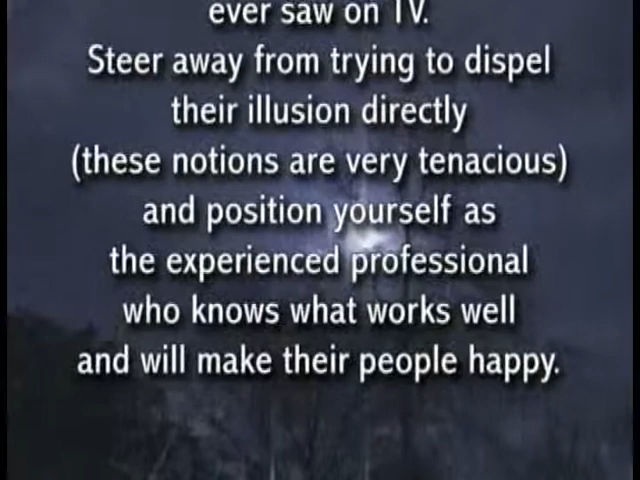 ever saw on TV.
Steer away from trying to dispel
their illusion directly
(these notions are very tenacious)
and position yourself as
the experienced professional
who knows what works well
and will make their people happy.